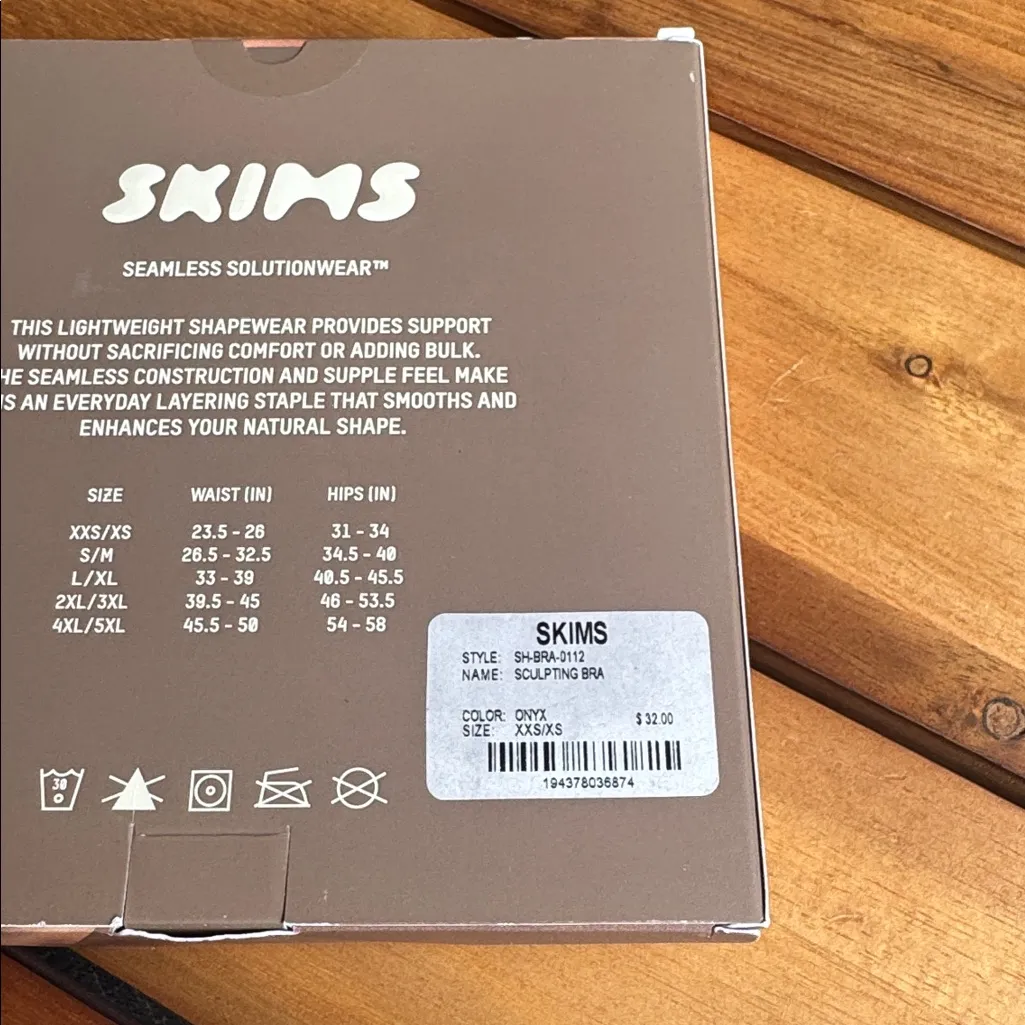 SKIMS
SEAMLESS SOLUTIONWEAR™
THIS LIGHTWEIGHT SHAPEWEAR PROVIDES SUPPORT
WITHOUT SACRIFICING COMFORT OR ADDING BULK.
HE SEAMLESS CONSTRUCTION AND SUPPLE FEEL MAKE
IS AN EVERYDAY LAYERING STAPLE THAT SMOOTHS AND
ENHANCES YOUR NATURAL SHAPE.
SIZE WAIST (IN) HIPS (IN)
XXS/XS 23.5 - 26 31 - 34
S/M 26.5 - 32.5 34.5 - 40
L/XL 33 - 39 40.5 - 45.5
2XL/3XL 39.5 - 45 46 - 53.5
4XL/5XL 45.5 - 50 54 - 58
SKIMS
STYLE: SH-BRA-0112
NAME: SCULPTING BRA
COLOR: ONYX $ 32.00
SIZE: XXS/XS
194378036874
30